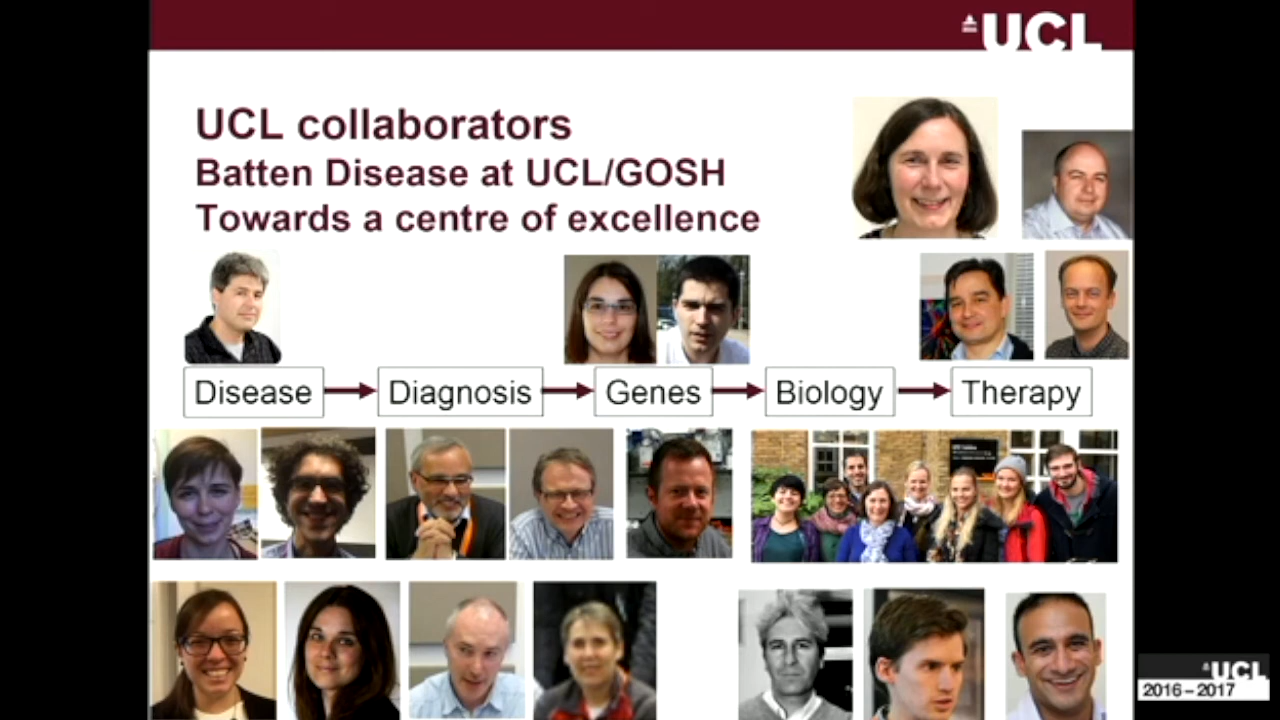 UCL
UCL collaborators
Batten Disease at UCL/GOSH
Towards a centre of excellence
Disease
Diagnosis
Genes
Biology
Therapy
UCL
2016 – 2017